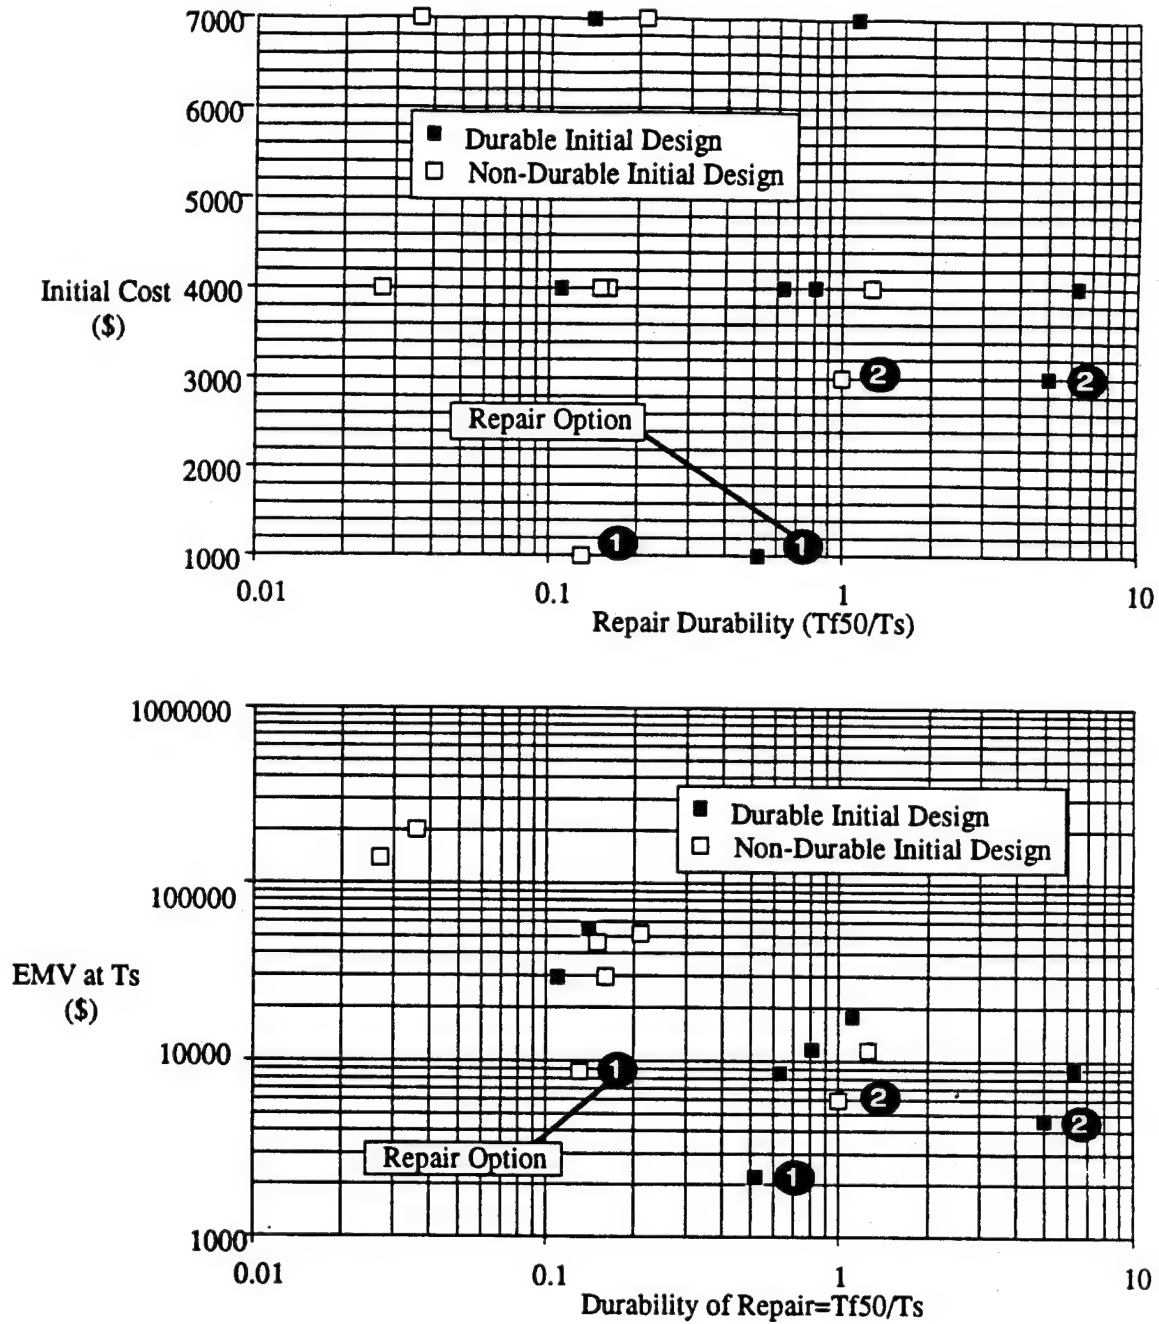 7000
6000
Durable Initial Design
Non-Durable Initial Design
5000
Initial Cost 4000
($)
3000
2
2
Repair Option
2000
1
1
1000
0.01
0.1
1
10
Repair Durability (Tf50/Ts)
1000000
Durable Initial Design
Non-Durable Initial Design
100000
EMV at Ts
($)
10000
1
2
2
Repair Option
1
1000
0.01
0.1
1
10
Durability of Repair=Tf50/Ts